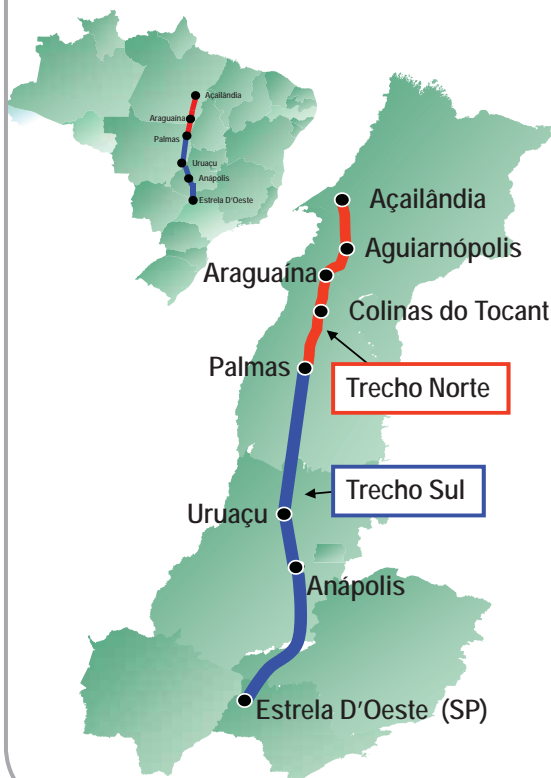 Açailândia
Araguaína
Palmas
Uruaçu
Anápolis
Estrela D'Oeste
Açailândia
Aguiarnópolis
Araguaína
Colinas do Tocant
Palmas
Trecho Norte
Trecho Sul
Uruaçu
Anápolis
Estrela D'Oeste (SP)